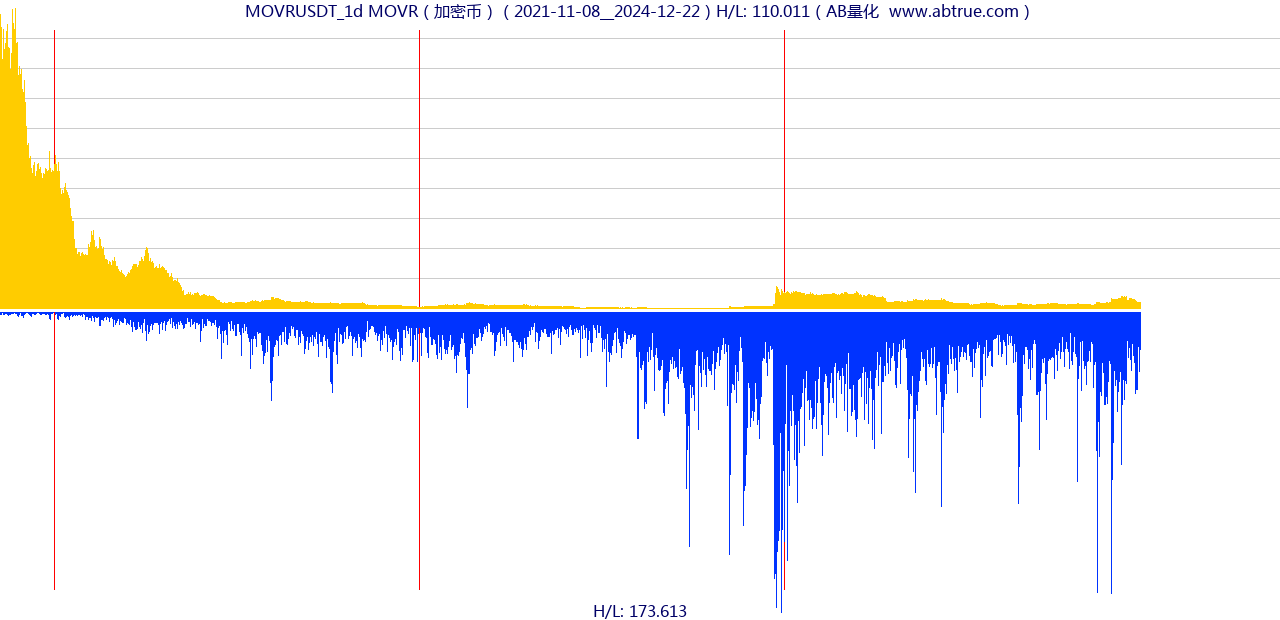 MOVRUSDT_1d MOVR（加密币）（2021-11-08__2024-12-22）H/L: 110.011（AB量化  www.abtrue.com）
H/L: 173.613